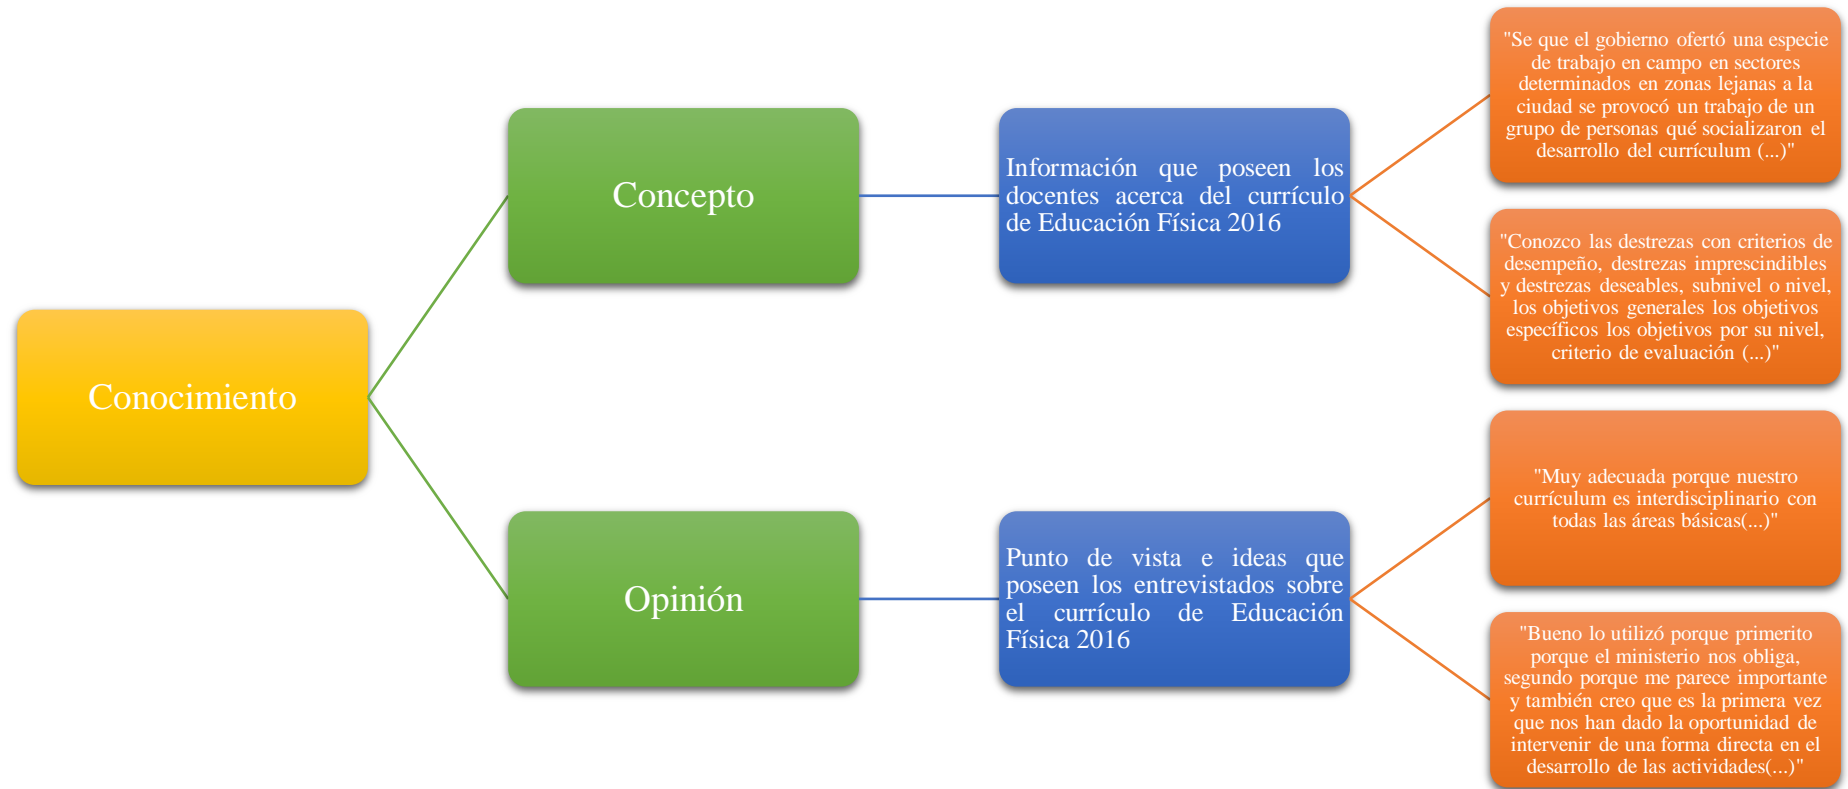 Conocimiento
Concepto
Información que poseen los
docentes acerca del currículo
de Educación Física 2016
"Se que el gobierno ofertó una especie
de trabajo en campo en sectores
determinados en zonas lejanas a la
ciudad se provocó un trabajo de un
grupo de personas qué socializaron el
desarrollo del currículum (...)"
"Conozco las destrezas con criterios de
desempeño, destrezas imprescindibles
y destrezas deseables, subnivel o nivel,
los objetivos generales los objetivos
específicos los objetivos por su nivel,
criterio de evaluación (...)"
Opinión
Punto de vista e ideas que
poseen los entrevistados sobre
el currículo de Educación
Física 2016
"Muy adecuada porque nuestro
currículum es interdisciplinario con
todas las áreas básicas(...)"
"Bueno lo utilizó porque primerito
porque el ministerio nos obliga,
segundo porque me parece importante
y también creo que es la primera vez
que nos han dado la oportunidad de
intervenir de una forma directa en el
desarrollo de las actividades(...)"